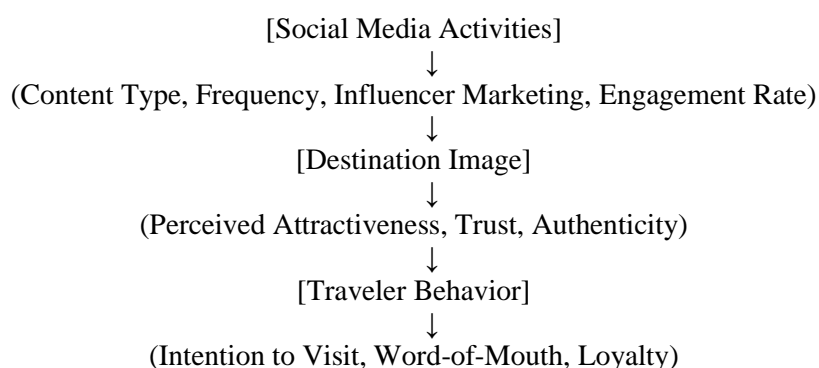 [Social Media Activities]
↓
(Content Type, Frequency, Influencer Marketing, Engagement Rate)
↓
[Destination Image]
↓
(Perceived Attractiveness, Trust, Authenticity)
↓
[Traveler Behavior]
↓
(Intention to Visit, Word-of-Mouth, Loyalty)